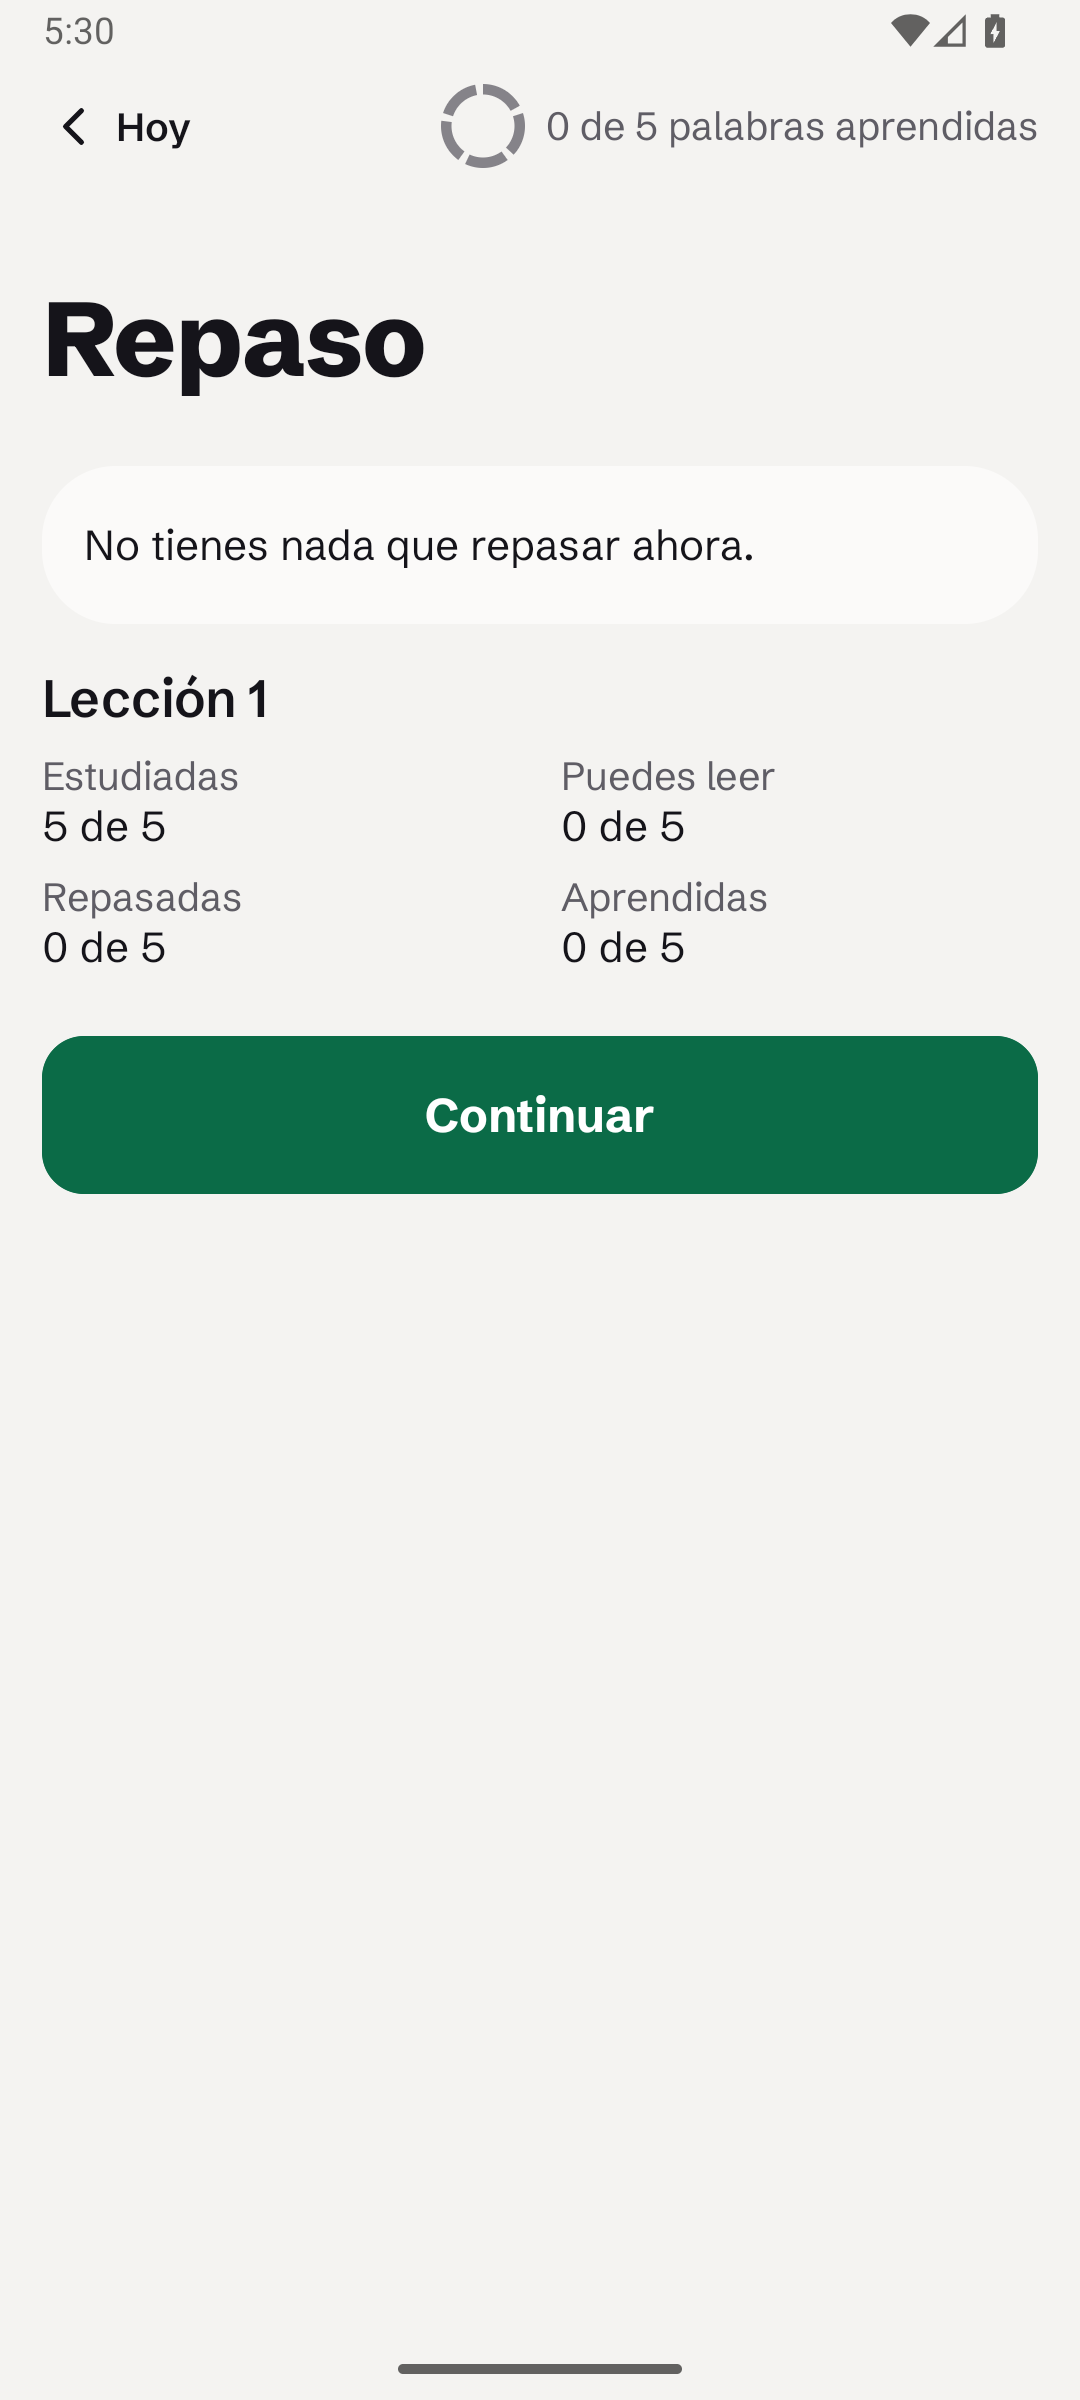 5:30
Hoy
0 de 5 palabras aprendidas
Repaso
No tienes nada que repasar ahora.
Lección 1
Estudiadas
5 de 5
Puedes leer
0 de 5
Repasadas
0 de 5
Aprendidas
0 de 5
Continuar